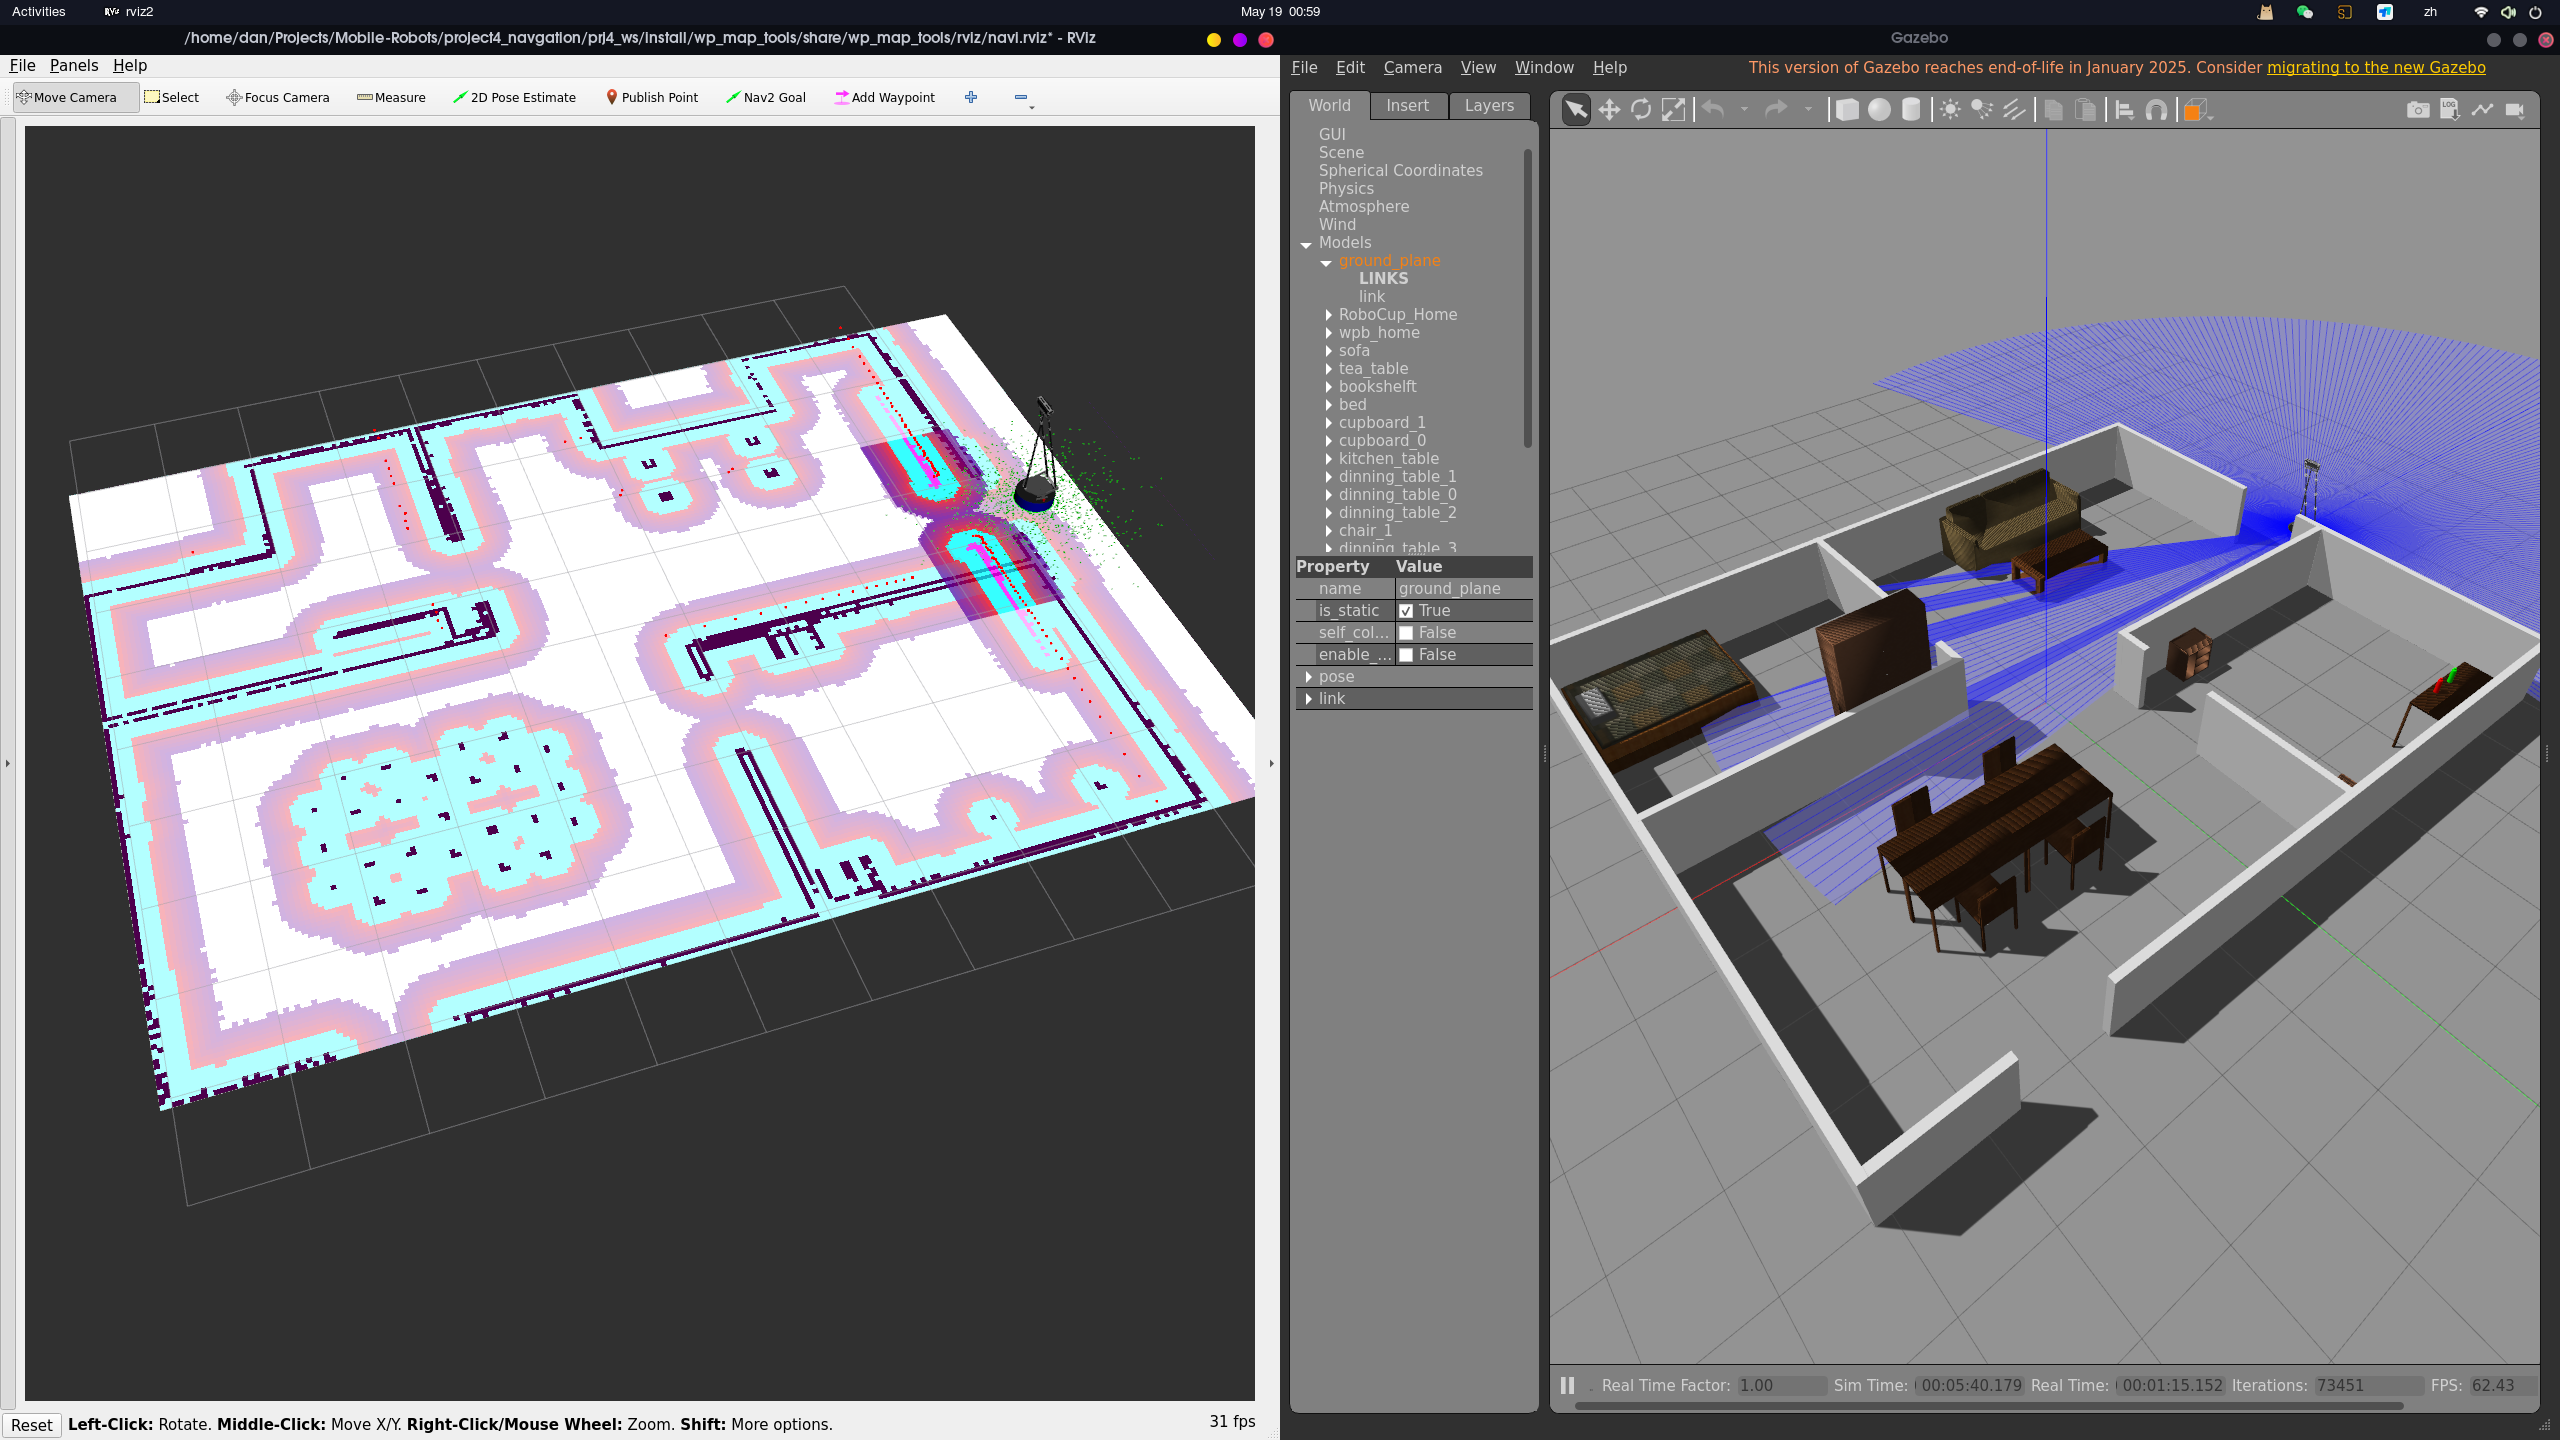 Activities
rviz2
May 19 00:59
zh
/home/dan/Projects/Mobile-Robots/project4_navgation/prj4_ws/install/wp_map_tools/share/wp_map_tools/rviz/navi.rviz* - RViz
File Panels Help
Move Camera Select Focus Camera Measure 2D Pose Estimate Publish Point Nav2 Goal Add Waypoint
Reset Left-Click: Rotate. Middle-Click: Move X/Y. Right-Click/Mouse Wheel: Zoom. Shift: More options.
31 fps
Gazebo
File Edit Camera View Window Help
This version of Gazebo reaches end-of-life in January 2025. Consider migrating to the new Gazebo
World Insert Layers
GUI
Scene
Spherical Coordinates
Physics
Atmosphere
Wind
Models
ground_plane
LINKS
link
RoboCup_Home
wpb_home
sofa
tea_table
bookshelft
bed
cupboard_1
cupboard_0
kitchen_table
dinning_table_1
dinning_table_0
dinning_table_2
chair_1
dinning_table_3
Property Value
name ground_plane
is_static True
self_col... False
enable_... False
pose
link
LOG
Real Time Factor: 1.00 Sim Time: 00:05:40.179 Real Time: 00:01:15.152 Iterations: 73451 FPS: 62.43